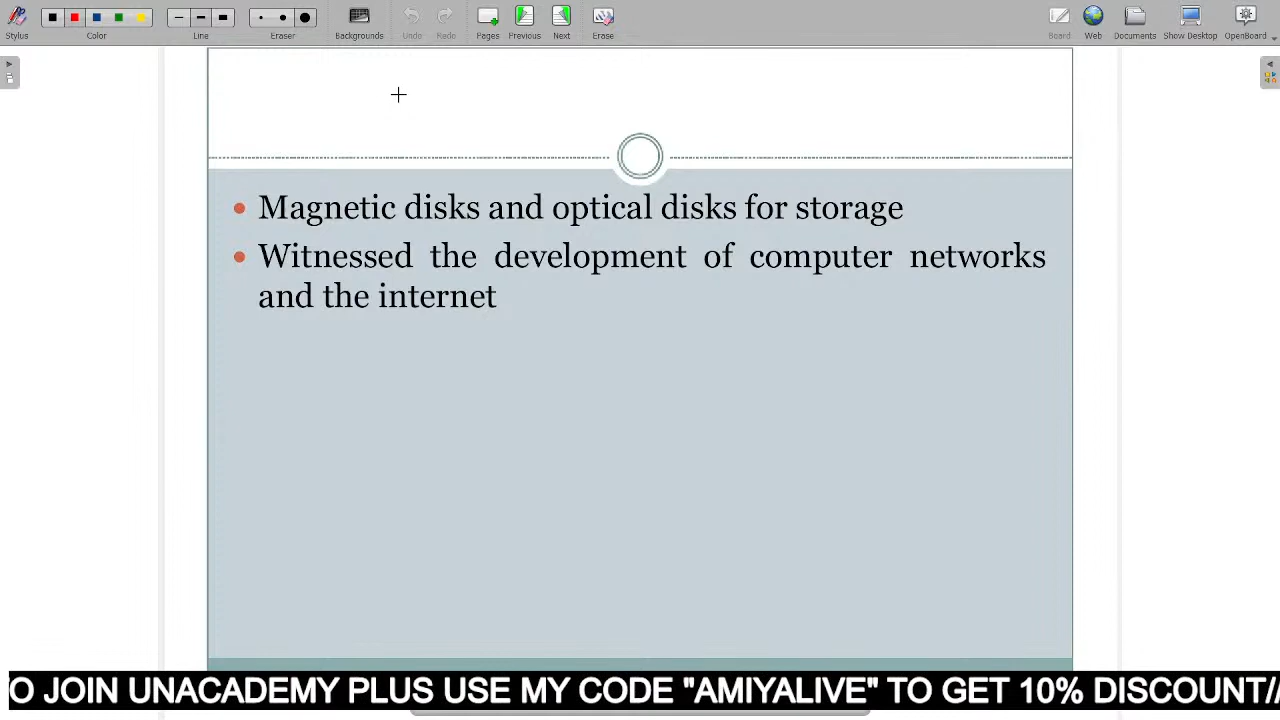 Stylus Color Line Eraser Backgrounds Undo Redo Pages Previous Next Erase Board Web Documents Show Desktop OpenBoard
Magnetic disks and optical disks for storage
Witnessed the development of computer networks
and the internet
O JOIN UNACADEMY PLUS USE MY CODE "AMIYALIVE" TO GET 10% DISCOUNT//